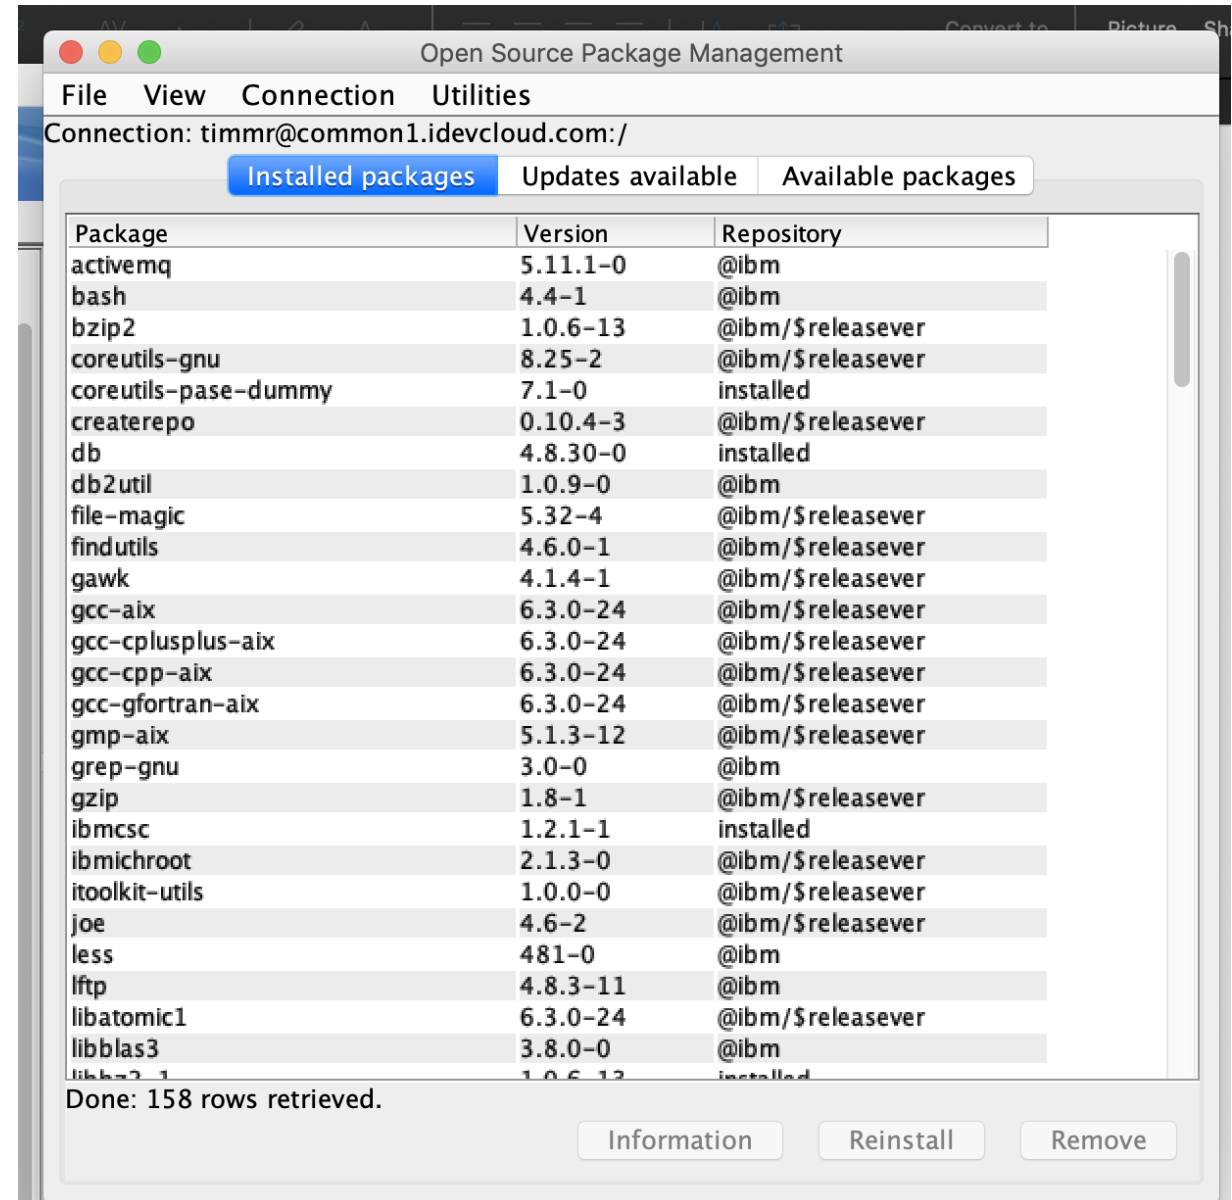 Convert to Picture
Open Source Package Management
File View Connection Utilities
Connection: timmr@common1.idevcloud.com:/
Installed packages Updates available Available packages
Package Version Repository
activemq 5.11.1-0 @ibm
bash 4.4-1 @ibm
bzip2 1.0.6-13 @ibm/$releasever
coreutils-gnu 8.25-2 @ibm/$releasever
coreutils-pase-dummy 7.1-0 installed
createrepo 0.10.4-3 @ibm/$releasever
db 4.8.30-0 installed
db2util 1.0.9-0 @ibm
file-magic 5.32-4 @ibm/$releasever
findutils 4.6.0-1 @ibm/$releasever
gawk 4.1.4-1 @ibm/$releasever
gcc-aix 6.3.0-24 @ibm/$releasever
gcc-cplusplus-aix 6.3.0-24 @ibm/$releasever
gcc-cpp-aix 6.3.0-24 @ibm/$releasever
gcc-gfortran-aix 6.3.0-24 @ibm/$releasever
gmp-aix 5.1.3-12 @ibm/$releasever
grep-gnu 3.0-0 @ibm
gzip 1.8-1 @ibm/$releasever
ibmcsc 1.2.1-1 installed
ibmichroot 2.1.3-0 @ibm/$releasever
itoolkit-utils 1.0.0-0 @ibm/$releasever
joe 4.6-2 @ibm/$releasever
less 481-0 @ibm
lftp 4.8.3-11 @ibm
libatomic1 6.3.0-24 @ibm/$releasever
libblas3 3.8.0-0 @ibm
libbz2_1 1.0.6-13 installed
Done: 158 rows retrieved.
Information Reinstall Remove